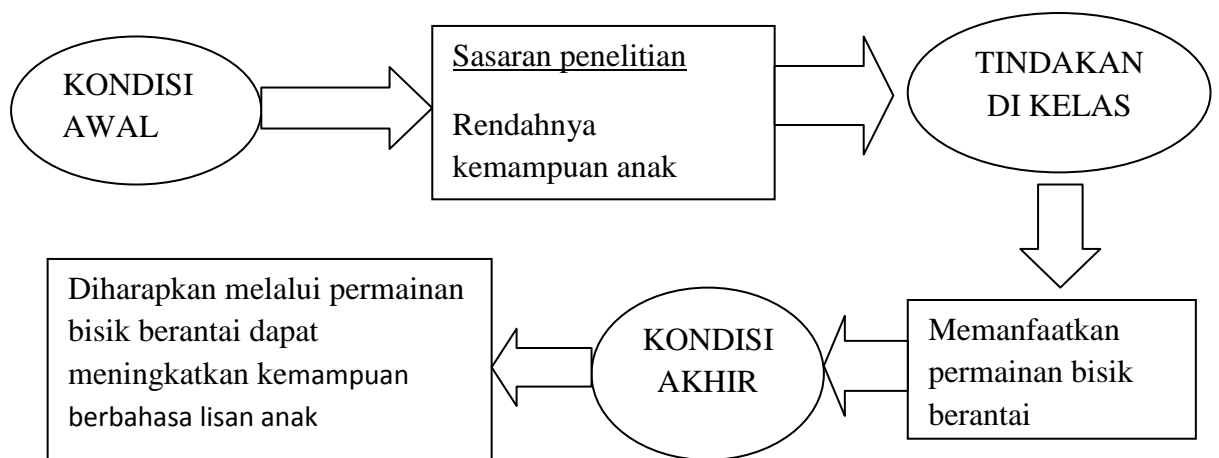 KONDISI
AWAL
Sasaran penelitian
Rendahnya
kemampuan anak
TINDAKAN
DI KELAS
Memanfaatkan
permainan bisik
berantai
KONDISI
AKHIR
Diharapkan melalui permainan
bisik berantai dapat
meningkatkan kemampuan
berbahasa lisan anak